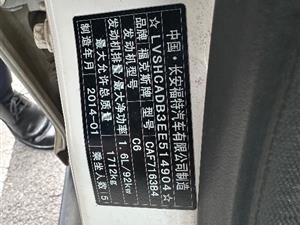 中国·长安福特汽车有限公司制造
☆LVSHCADB3EE514904☆
品牌 福克斯牌 型号 CAF7163B4
发动机型号 C6
发动机排量/最大净功率 1.6L/92kw
最大允许总质量 1712kg
制造年月 2014-01 乘坐人数 5